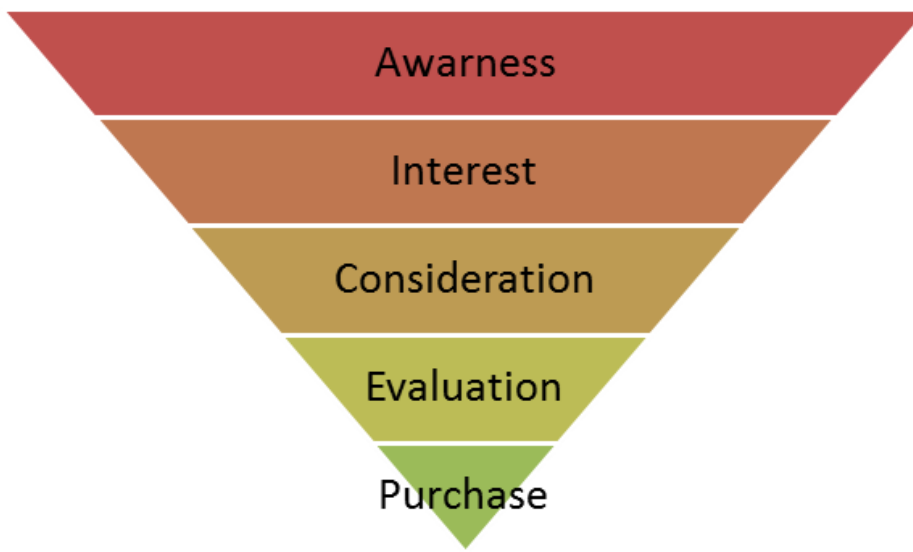 Awarness
Interest
Consideration
Evaluation
Purchase